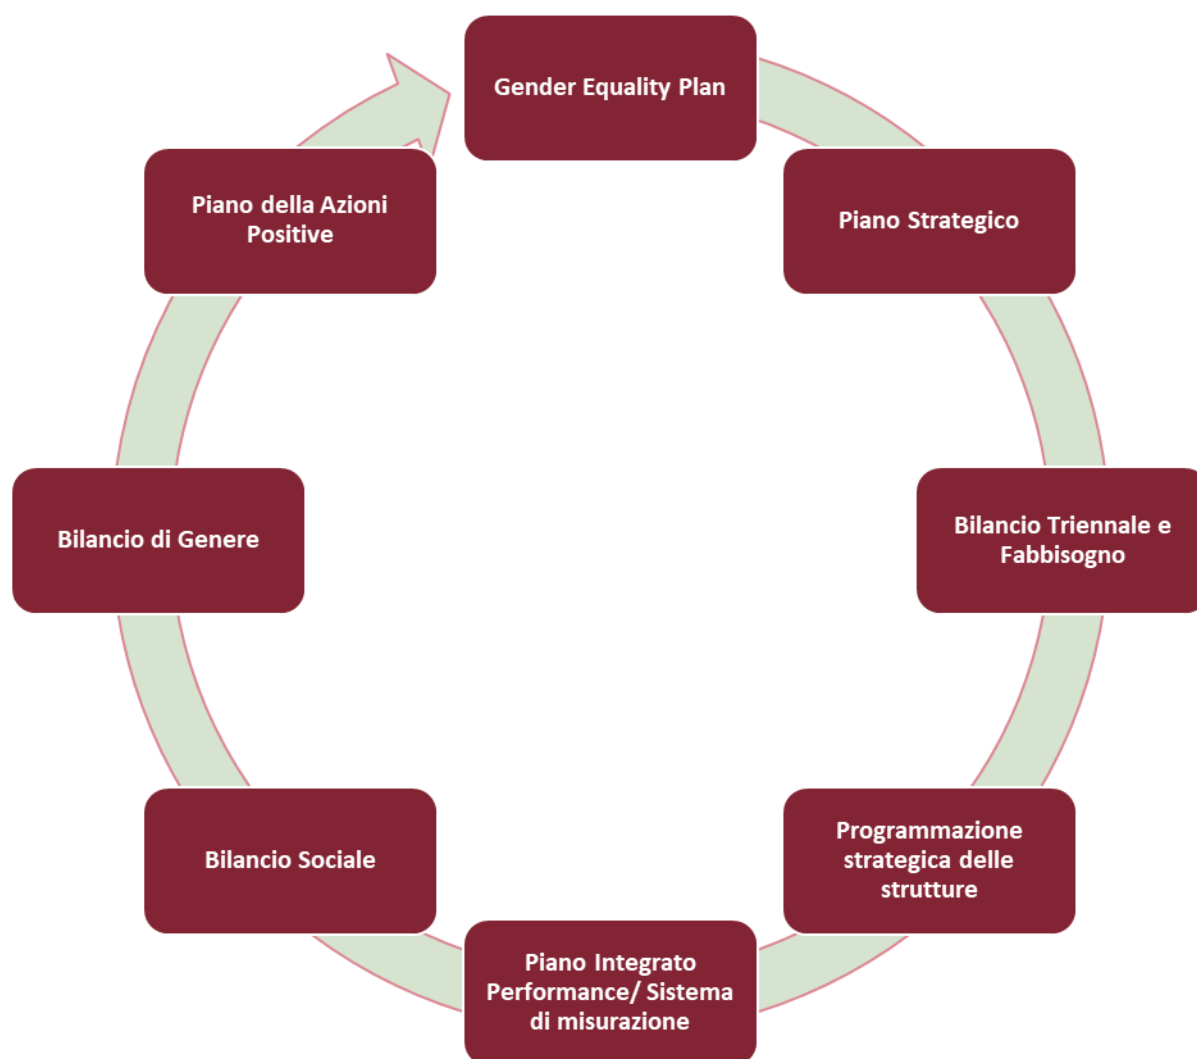 Gender Equality Plan
Piano Strategico
Bilancio Triennale e
Fabbisogno
Programmazione
strategica delle
strutture
Piano Integrato
Performance/ Sistema
di misurazione
Bilancio Sociale
Bilancio di Genere
Piano della Azioni
Positive